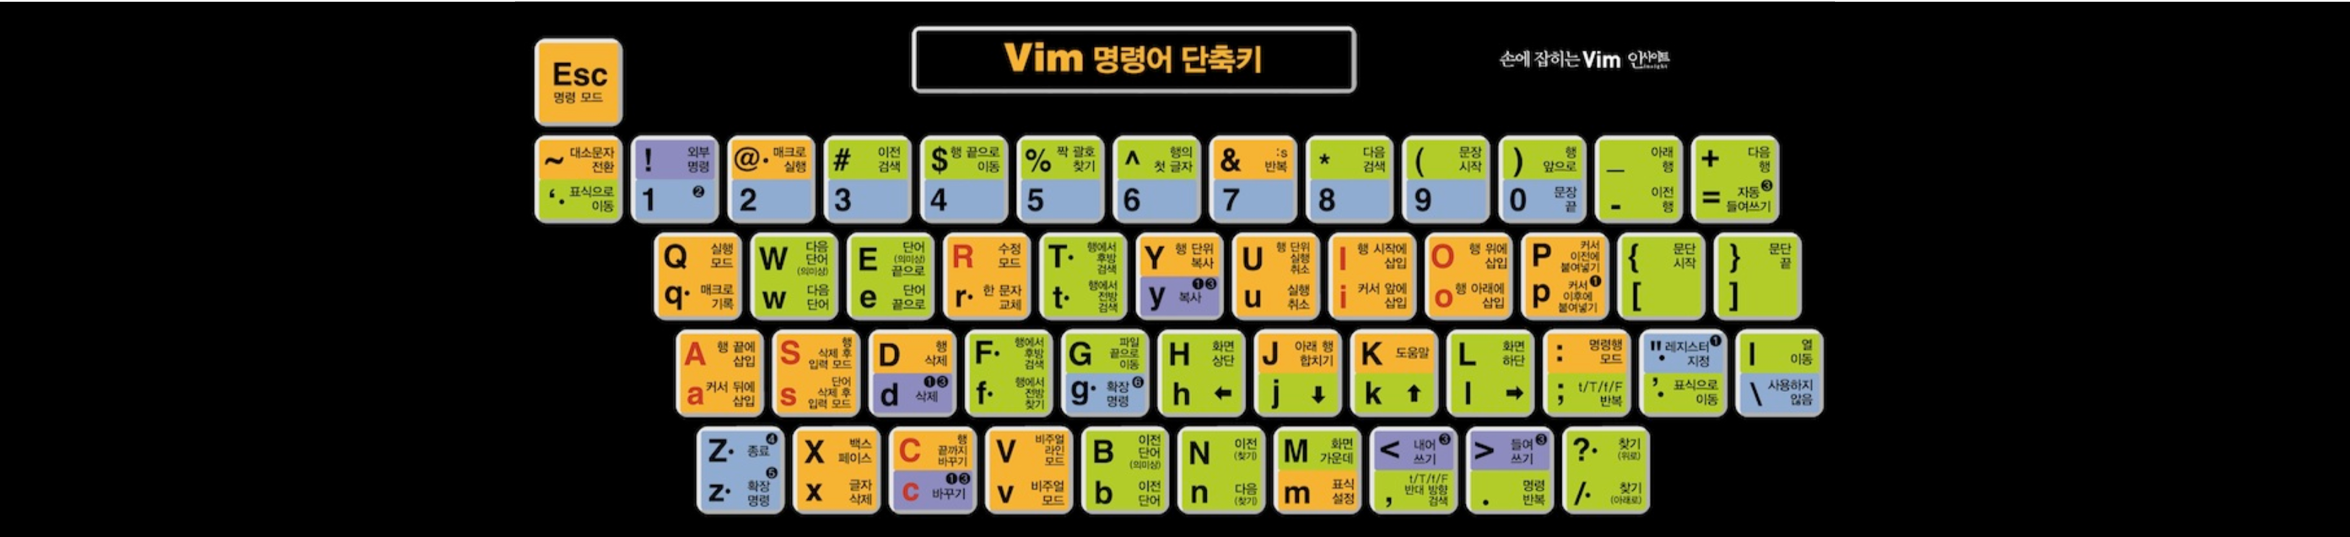 Vim 명령어 단축키
손에 잡히는 Vim 인사이트 insight
Esc
명령 모드
~ 대소문자 전환
`. 표식으로 이동
! 외부 명령
1 ❷
@· 매크로 실행
2
# 이전 검색
3
$ 행 끝으로 이동
4
% 짝 괄호 찾기
5
^ 행의 첫 글자
6
& :s 반복
7
* 다음 검색
8
( 문장 시작
9
) 행 앞으로
0 문장 끝
_ 아래 행
- 이전 행
+ 다음 행
= 자동 들여쓰기 ❸
Q 실행 모드
q· 매크로 기록
W 다음 단어 (의미상)
w 다음 단어
E 단어 (의미상) 끝으로
e 단어 끝으로
R 수정 모드
r· 한 문자 교체
T· 행에서 후방 검색
t· 행에서 전방 검색
Y 행 단위 복사
y 복사 ❶❸
U 행 단위 실행 취소
u 실행 취소
I 행 시작에 삽입
i 커서 앞에 삽입
O 행 위에 삽입
o 행 아래에 삽입
P 커서 이전에 붙여넣기
p 커서 이후에 붙여넣기 ❶
{ 문단 시작
[
} 문단 끝
]
A 행 끝에 삽입
a 커서 뒤에 삽입
S 행 삭제 후 입력 모드
s 단어 삭제 후 입력 모드
D 행 삭제
d 삭제 ❶❸
F· 행에서 후방 검색
f· 행에서 전방 찾기
G 파일 끝으로 이동
g· 확장 명령 ❻
H 화면 상단
h ←
J 아래 행 합치기
j ↓
K 도움말
k ↑
L 화면 하단
l →
: 명령행 모드
; t/T/f/F 반복
". 레지스터 지정 ❶
'. 표식으로 이동
| 열 이동
\ 사용하지 않음
Z· 종료 ❹
z· 확장 명령 ❺
X 백스페이스
x 글자 삭제
C 행 끝까지 바꾸기
c 바꾸기 ❶❸
V 비주얼 라인 모드
v 비주얼 모드
B 이전 단어 (의미상)
b 이전 단어
N 이전 (찾기)
n 다음 (찾기)
M 화면 가운데
m 표식 설정
< 내어 쓰기 ❸
, t/T/f/F 반대 방향 검색
> 들여 쓰기 ❸
. 명령 반복
?· 찾기 (위로)
/· 찾기 (아래로)